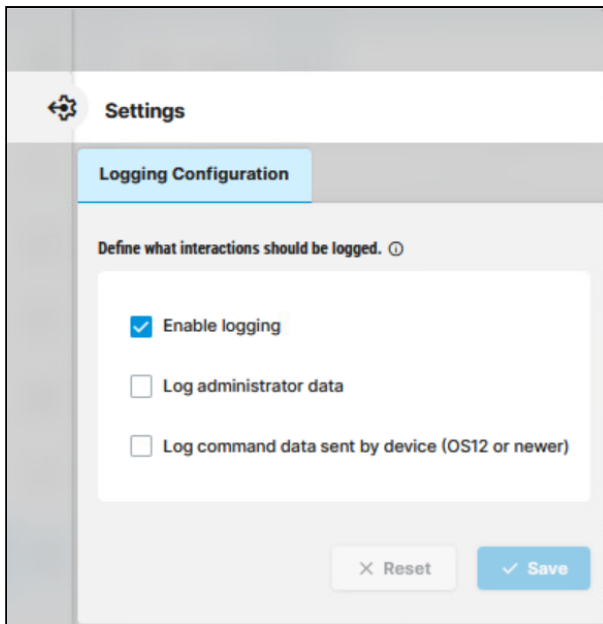 Settings
Logging Configuration
Define what interactions should be logged.
Enable logging
Log administrator data
Log command data sent by device (OS12 or newer)
Reset
Save